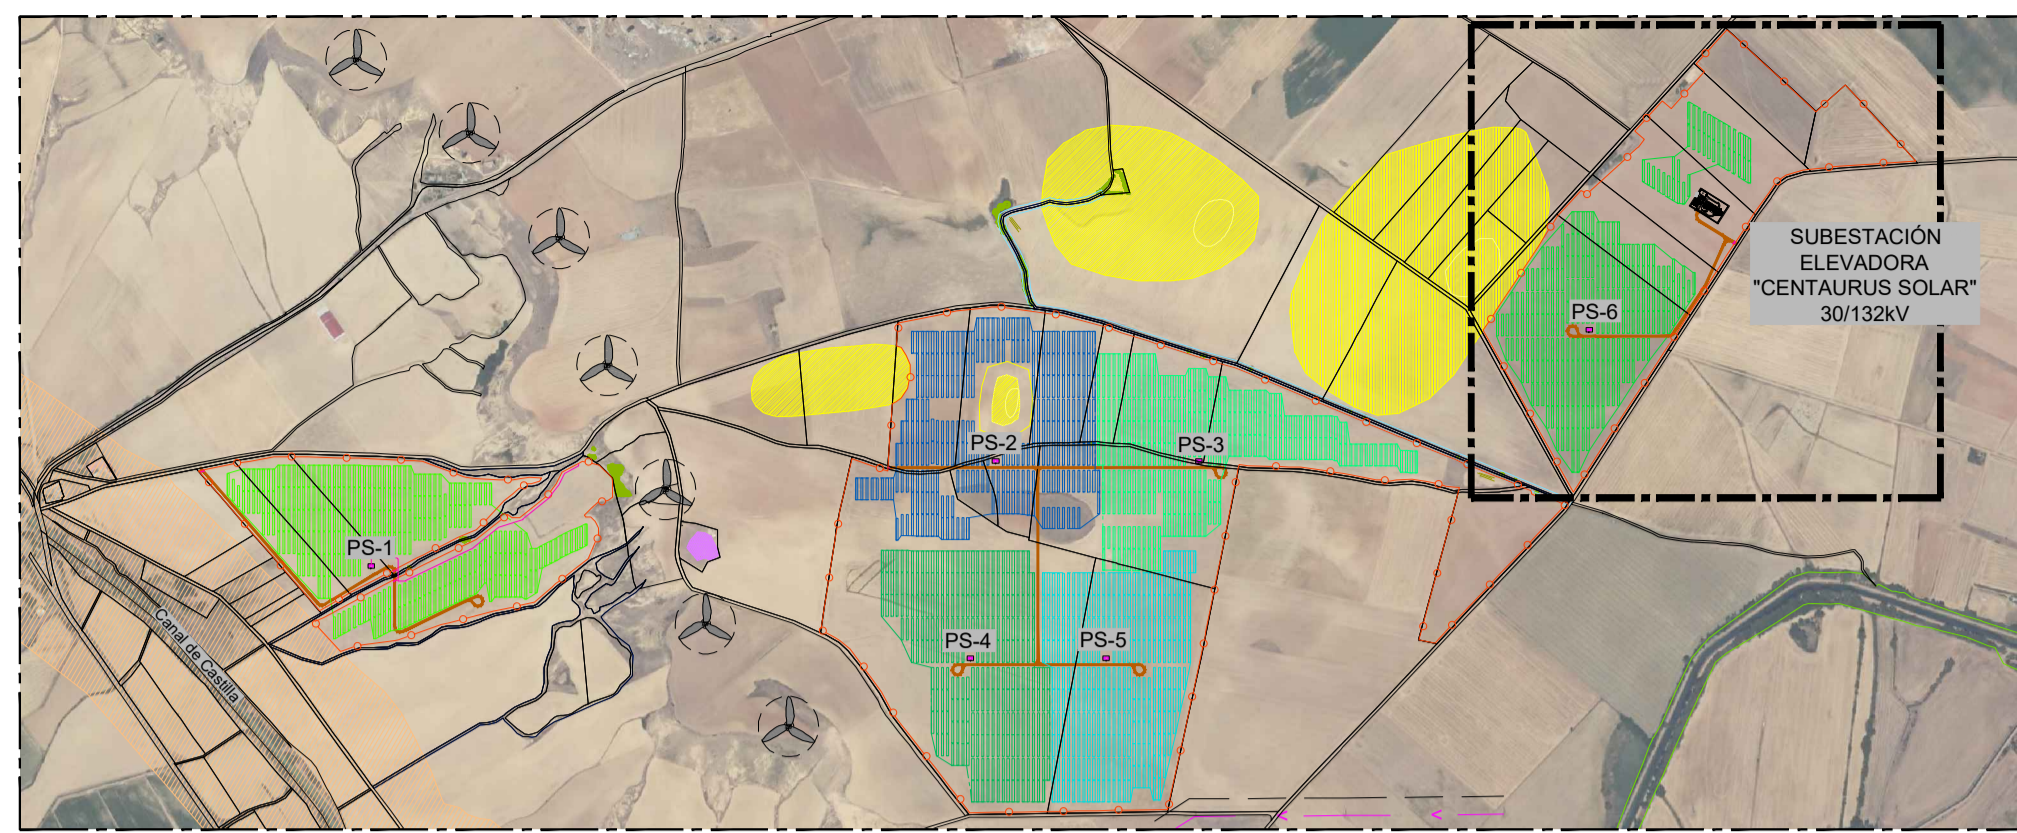 SUBESTACIÓN
ELEVADORA
"CENTAURUS SOLAR"
30/132kV
PS-6
PS-2
PS-3
PS-1
PS-4
PS-5
Canal de Castilla